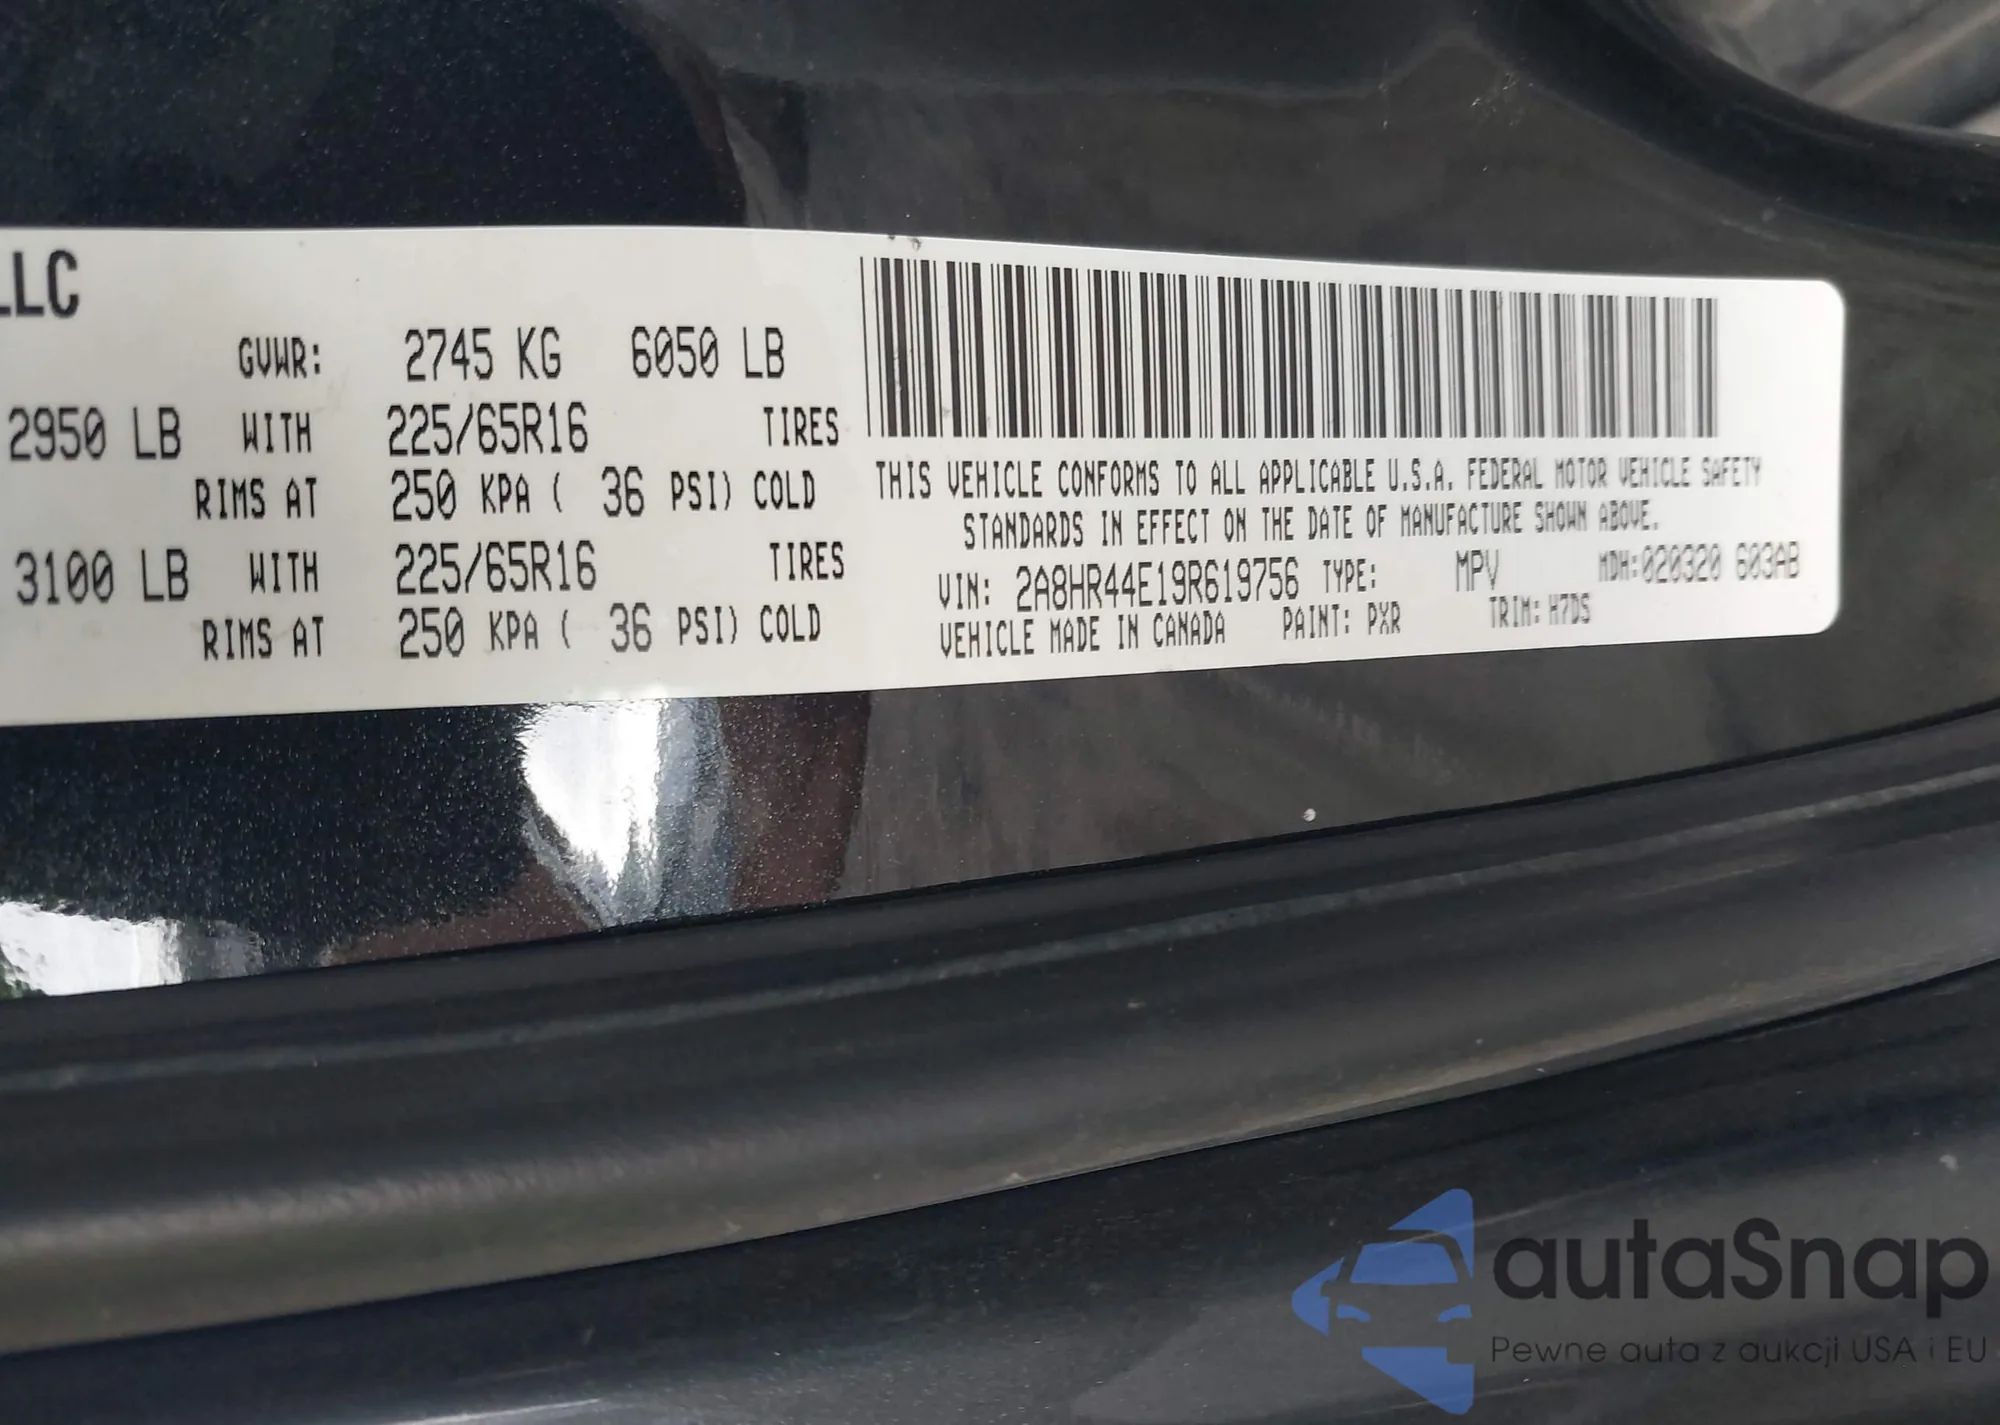 LLC
GVWR: 2745 KG 6050 LB
2950 LB WITH 225/65R16 TIRES
RIMS AT 250 KPA ( 36 PSI) COLD
3100 LB WITH 225/65R16 TIRES
RIMS AT 250 KPA ( 36 PSI) COLD
THIS VEHICLE CONFORMS TO ALL APPLICABLE U.S.A. FEDERAL MOTOR VEHICLE SAFETY
STANDARDS IN EFFECT ON THE DATE OF MANUFACTURE SHOWN ABOVE.
VIN: 2A8HR44E19R619756 TYPE: MPV MDH:020320 603AB
VEHICLE MADE IN CANADA PAINT: PXR TRIM: H7DS
autaSnap
Pewne auta z aukcji USA i EU